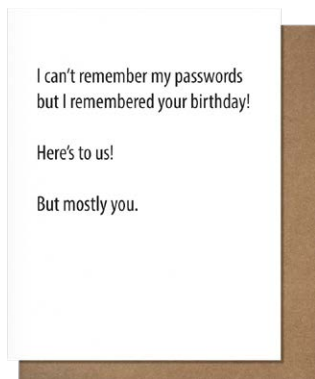 I can't remember my passwords
but I remembered your birthday!
Here's to us!
But mostly you.